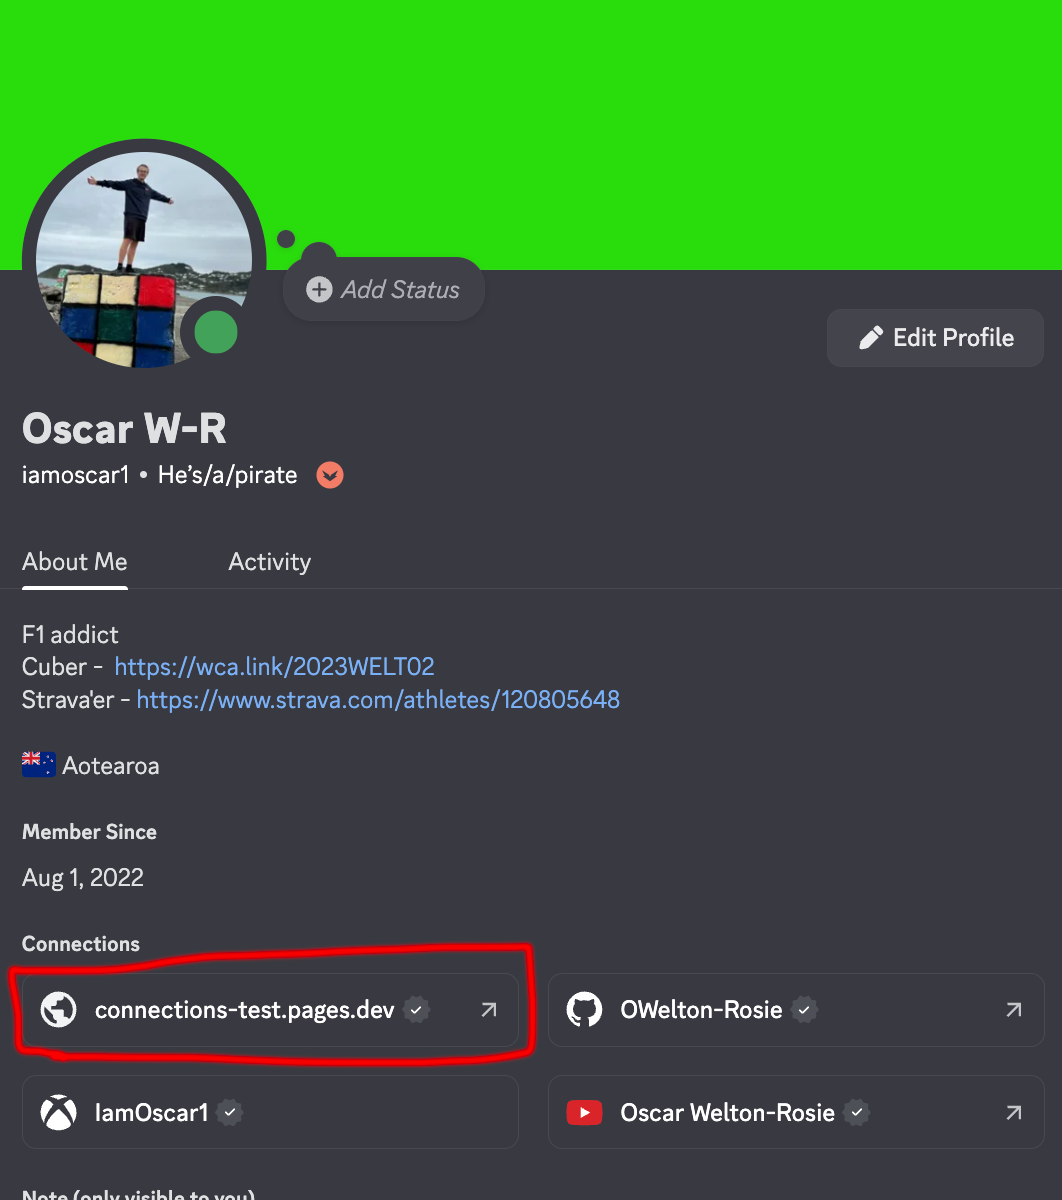 Add Status
Edit Profile
Oscar W-R
iamoscar1 • He's/a/pirate
About Me
Activity
F1 addict
Cuber - https://wca.link/2023WELT02
Strava'er - https://www.strava.com/athletes/120805648
Aotearoa
Member Since
Aug 1, 2022
Connections
connections-test.pages.dev
OWelton-Rosie
IamOscar1
Oscar Welton-Rosie
Note (only visible to you)